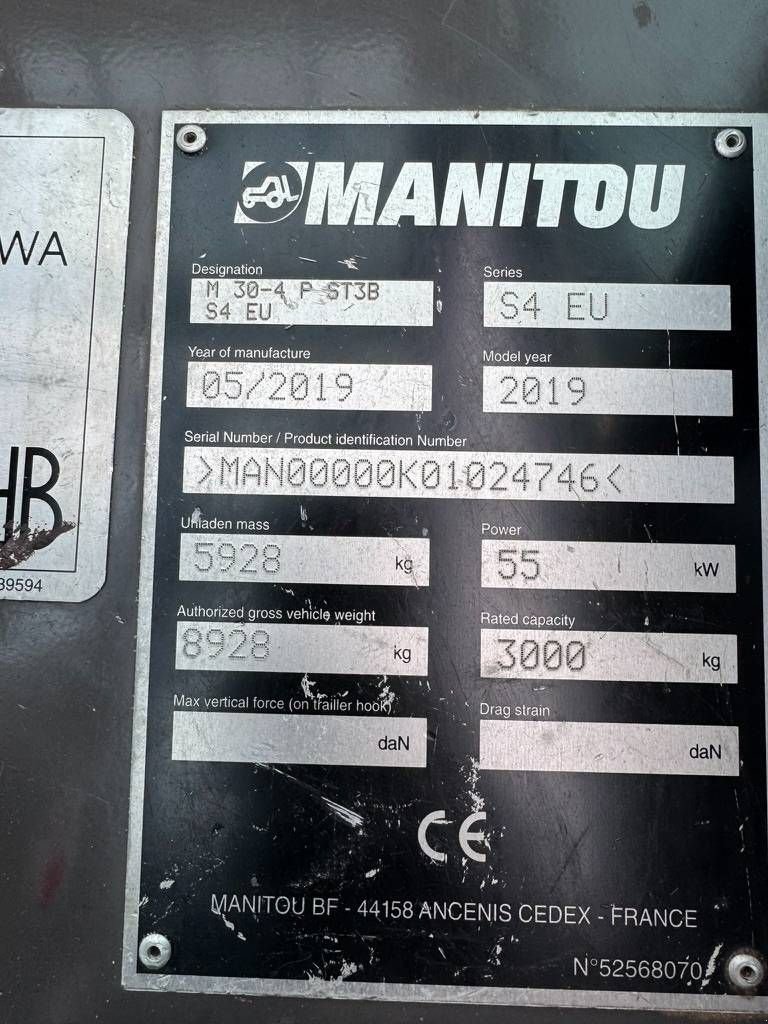 MANITOU
Designation
M 30-4 P ST3B
S4 EU
Series
S4 EU
Year of manufacture
05/2019
Model year
2019
Serial Number / Product identification Number
>MAN00000K01024746<
Unladen mass
5928 kg
Power
55 kW
Authorized gross vehicle weight
8928 kg
Rated capacity
3000 kg
Max vertical force (on trailler hook)
daN
Drag strain
daN
CE
MANITOU BF - 44158 ANCENIS CEDEX - FRANCE
N°52568070
WA
HB
39594